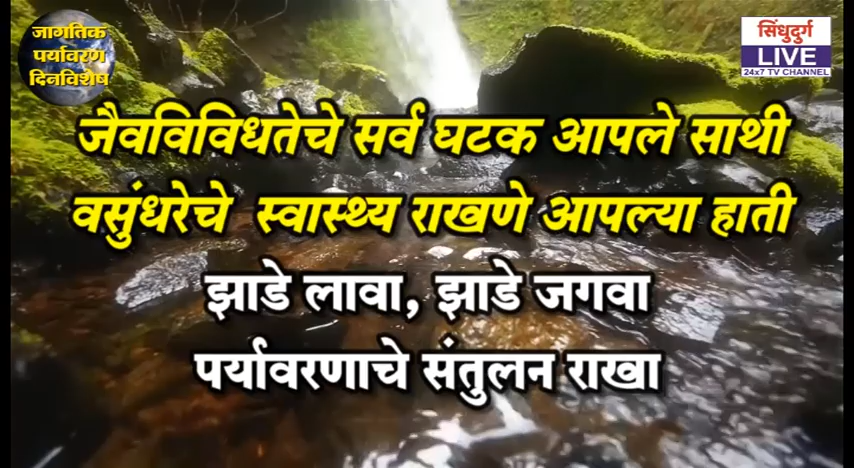 जागतिक
पर्यावरण
दिनविशेष
सिंधुदुर्ग
LIVE
24x7 TV CHANNEL
जैवविविधतेचे सर्व घटक आपले साथी
वसुंधरेचे स्वास्थ्य राखणे आपल्या हाती
झाडे लावा, झाडे जगवा
पर्यावरणाचे संतुलन राखा